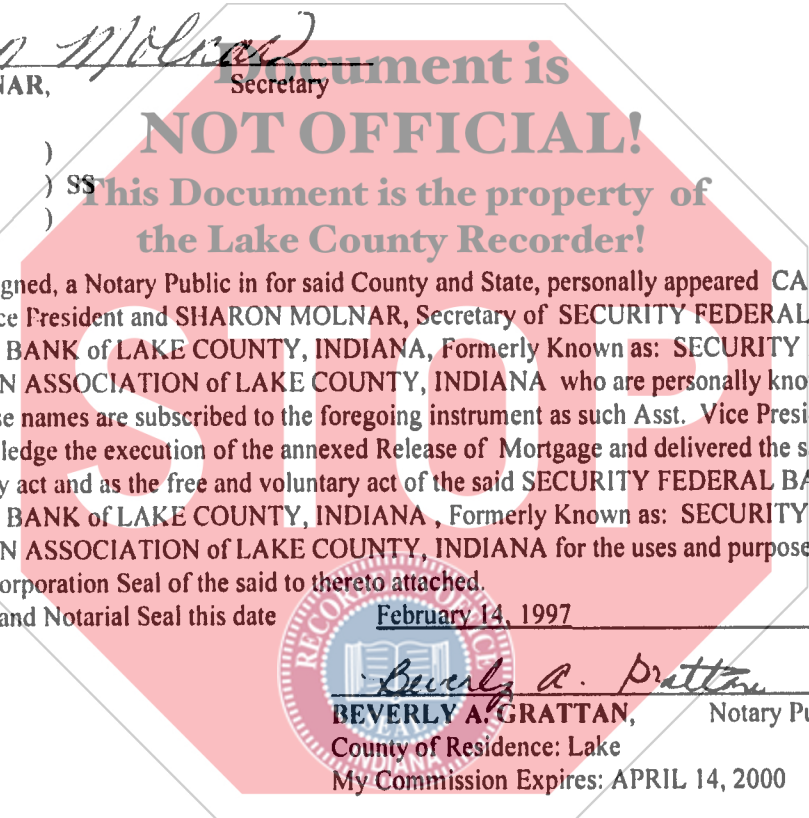 Molnar
NAR, Secretary
Document is
NOT OFFICIAL!
)
) SS
)
This Document is the property of
the Lake County Recorder!
gned, a Notary Public in for said County and State, personally appeared CA
ce President and SHARON MOLNAR, Secretary of SECURITY FEDERAL
BANK of LAKE COUNTY, INDIANA, Formerly Known as: SECURITY
N ASSOCIATION of LAKE COUNTY, INDIANA who are personally kno
se names are subscribed to the foregoing instrument as such Asst. Vice Presi
ledge the execution of the annexed Release of Mortgage and delivered the s
y act and as the free and voluntary act of the said SECURITY FEDERAL BA
BANK of LAKE COUNTY, INDIANA , Formerly Known as: SECURITY
N ASSOCIATION of LAKE COUNTY, INDIANA for the uses and purpose
orporation Seal of the said to thereto attached.
and Notarial Seal this date February 14, 1997
STOP
Beverly A. Grattan
BEVERLY A. GRATTAN, Notary Pu
County of Residence: Lake
My Commission Expires: APRIL 14, 2000
SEAL
INDIANA